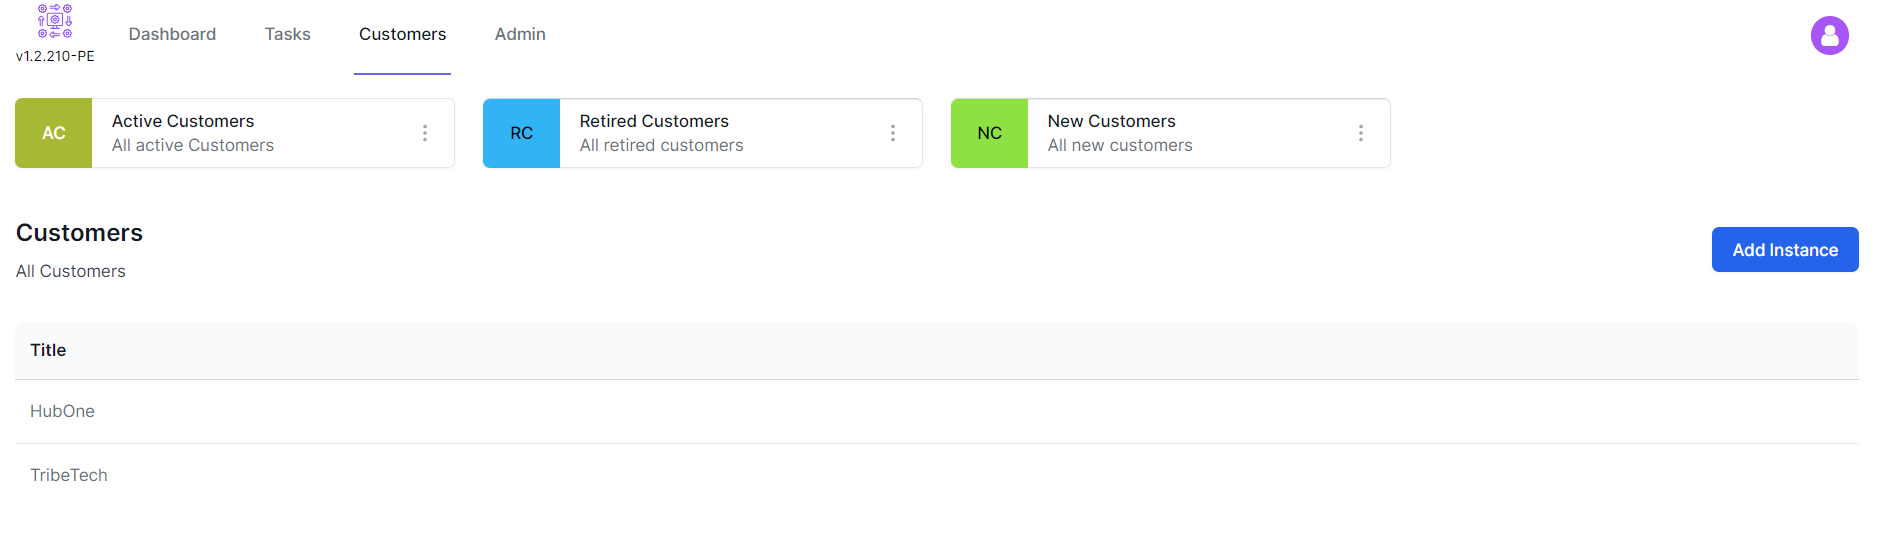 v1.2.210-PE
Dashboard Tasks Customers Admin
AC Active Customers
All active Customers
RC Retired Customers
All retired customers
NC New Customers
All new customers
Customers
All Customers
Add Instance
Title
HubOne
TribeTech